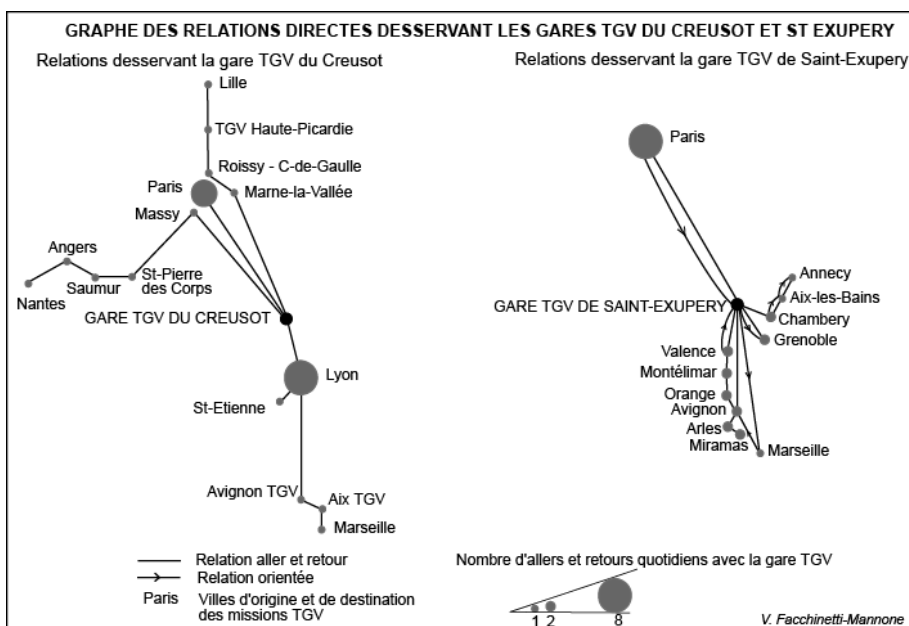 GRAPHE DES RELATIONS DIRECTES DESSERVANT LES GARES TGV DU CREUSOT ET ST EXUPERY
Relations desservant la gare TGV du Creusot
Lille
TGV Haute-Picardie
Roissy - C-de-Gaulle
Paris
Marne-la-Vallée
Massy
Angers
St-Pierre
des Corps
Saumur
Nantes
GARE TGV DU CREUSOT
Lyon
St-Etienne
Avignon TGV
Aix TGV
Marseille
Relations desservant la gare TGV de Saint-Exupery
Paris
Annecy
Aix-les-Bains
GARE TGV DE SAINT-EXUPERY
Chambery
Grenoble
Valence
Montélimar
Orange
Avignon
Arles
Miramas
Marseille
Relation aller et retour
Relation orientée
Paris Villes d'origine et de destination
des missions TGV
Nombre d'allers et retours quotidiens avec la gare TGV
1 2 8
V. Facchinetti-Mannone